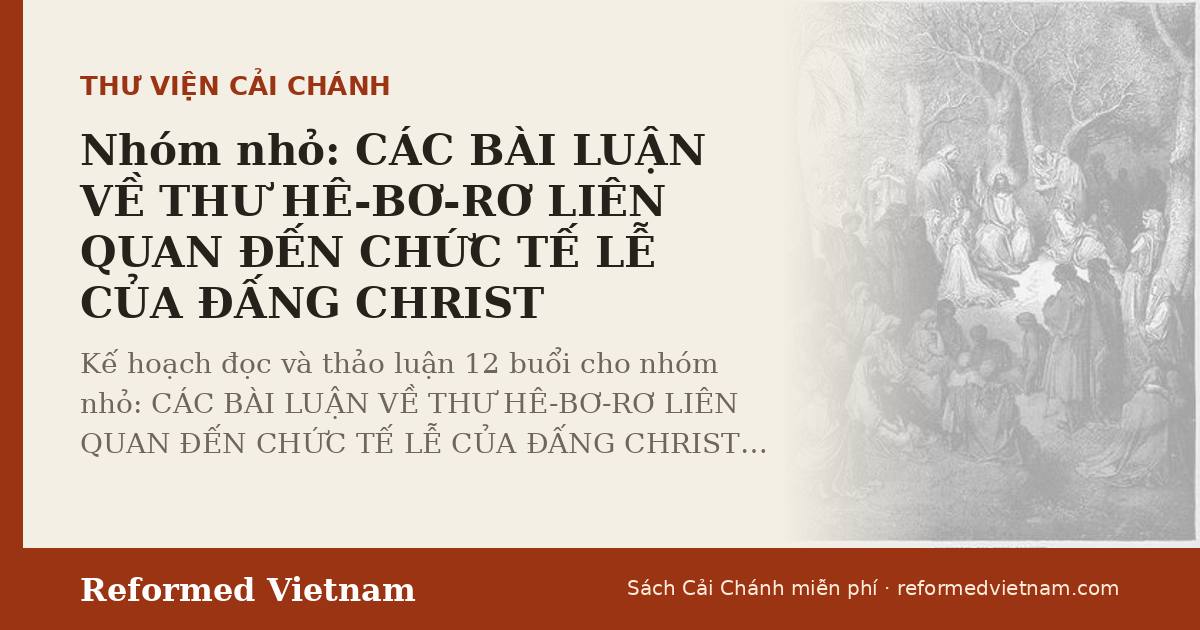 THƯ VIỆN CẢI CHÁNH
Nhóm nhỏ: CÁC BÀI LUẬN
VỀ THƯ HÊ-BƠ-RƠ LIÊN
QUAN ĐẾN CHỨC TẾ LỄ
CỦA ĐẤNG CHRIST
Kế hoạch đọc và thảo luận 12 buổi cho nhóm
nhỏ: CÁC BÀI LUẬN VỀ THƯ HÊ-BƠ-RƠ LIÊN
QUAN ĐẾN CHỨC TẾ LỄ CỦA ĐẤNG CHRIST...
Reformed Vietnam
Sách Cải Chánh miễn phí · reformedvietnam.com